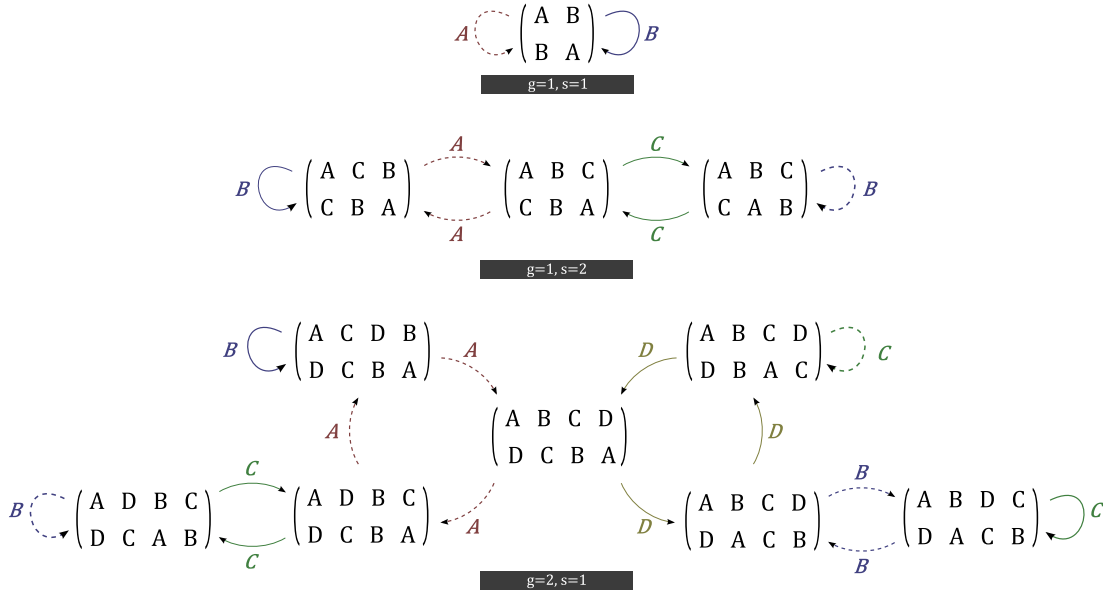 A B
A B
B A
g=1, s=1
A C
A C B A B C A B C
B B
C B A C B A C A B
A C
g=1, s=2
A C D B A B C D
B A D C
D C B A D B A C
A B C D
A D
D C B A
C B
A D B C A D B C A B C D A B D C
B A D C
D C A B D C B A D A C B D A C B
C B
g=2, s=1